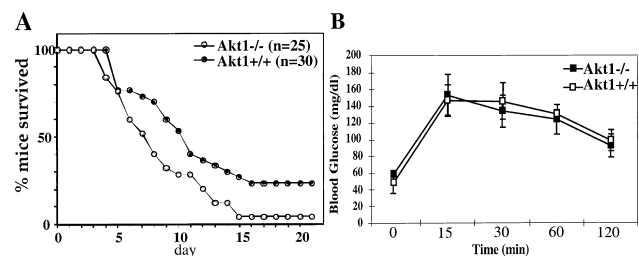 A
Akt1-/- (n=25)
Akt1+/+ (n=30)
% mice survived
100
50
0
0 5 10 15 20
day
B
Akt1-/-
Akt1+/+
Blood Glucose (mg/dl)
200
180
160
140
120
100
80
60
40
20
0
0 15 30 60 120
Time (min)